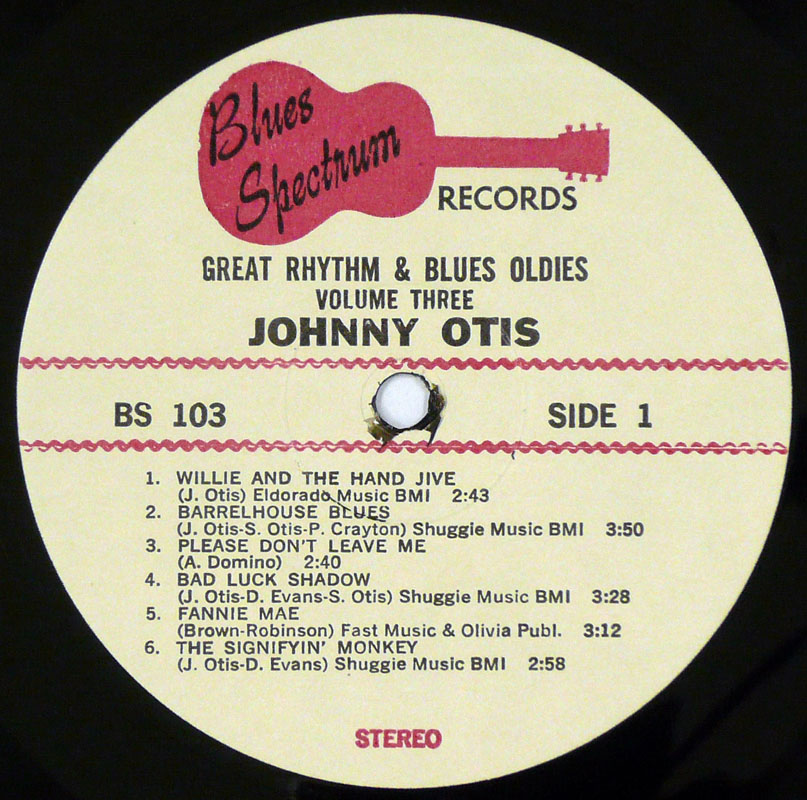 Blues
Spectrum
RECORDS
GREAT RHYTHM & BLUES OLDIES
VOLUME THREE
JOHNNY OTIS
BS 103 SIDE 1
1. WILLIE AND THE HAND JIVE
(J. Otis) Eldorado Music BMI 2:43
2. BARRELHOUSE BLUES
(J. Otis-S. Otis-P. Crayton) Shuggie Music BMI 3:50
3. PLEASE DON'T LEAVE ME
(A. Domino) 2:40
4. BAD LUCK SHADOW
(J. Otis-D. Evans-S. Otis) Shuggie Music BMI 3:28
5. FANNIE MAE
(Brown-Robinson) Fast Music & Olivia Publ. 3:12
6. THE SIGNIFYIN' MONKEY
(J. Otis-D. Evans) Shuggie Music BMI 2:58
STEREO